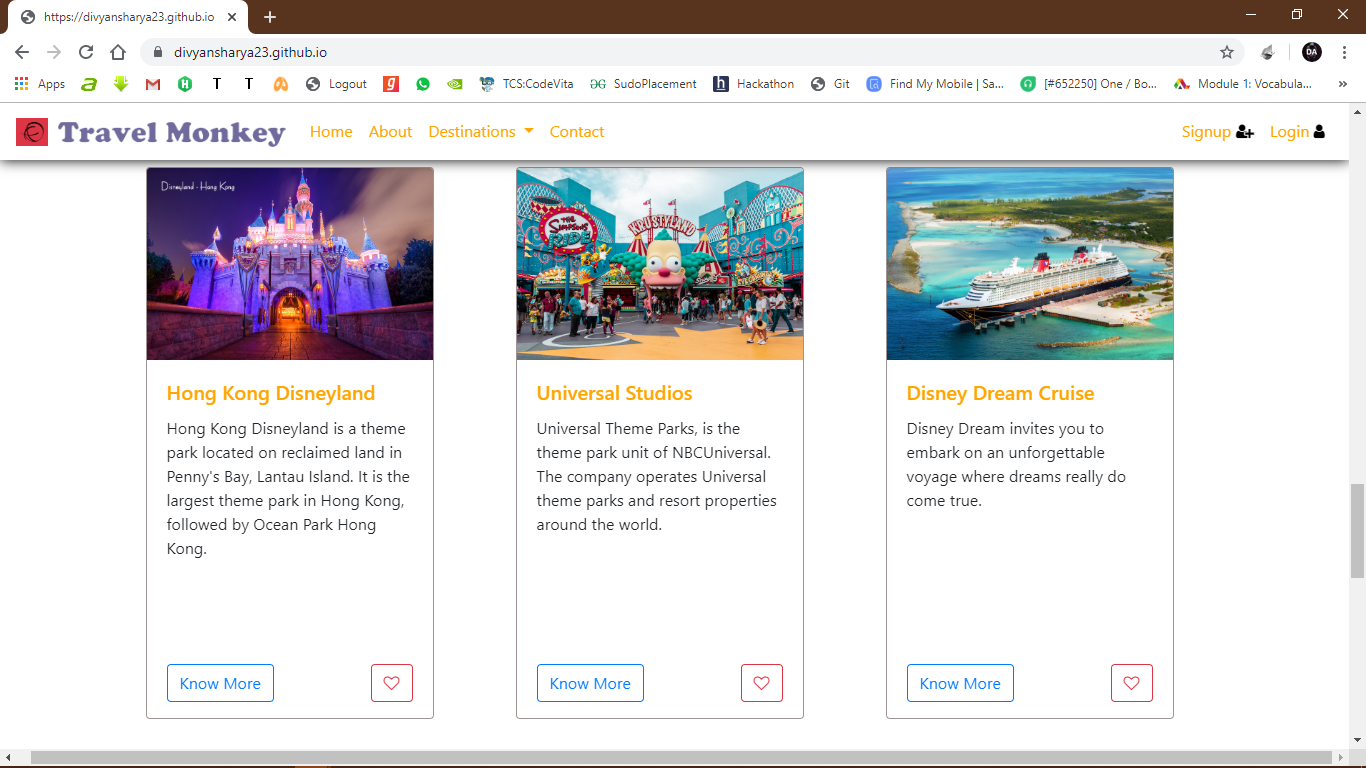 https://divyansharya23.github.io
divyansharya23.github.io
DA
Apps
Logout
TCS:CodeVita
SudoPlacement
Hackathon
Git
Find My Mobile | Sa...
[#652250] One / Bo...
Module 1: Vocabula...
Travel Monkey
Home
About
Destinations
Contact
Signup
Login
Disneyland - Hong Kong
THE SIMPSONS RIDE
KRUSTYLAND
Hong Kong Disneyland
Hong Kong Disneyland is a theme
park located on reclaimed land in
Penny's Bay, Lantau Island. It is the
largest theme park in Hong Kong,
followed by Ocean Park Hong
Kong.
Know More
Universal Studios
Universal Theme Parks, is the
theme park unit of NBCUniversal.
The company operates Universal
theme parks and resort properties
around the world.
Know More
Disney Dream Cruise
Disney Dream invites you to
embark on an unforgettable
voyage where dreams really do
come true.
Know More